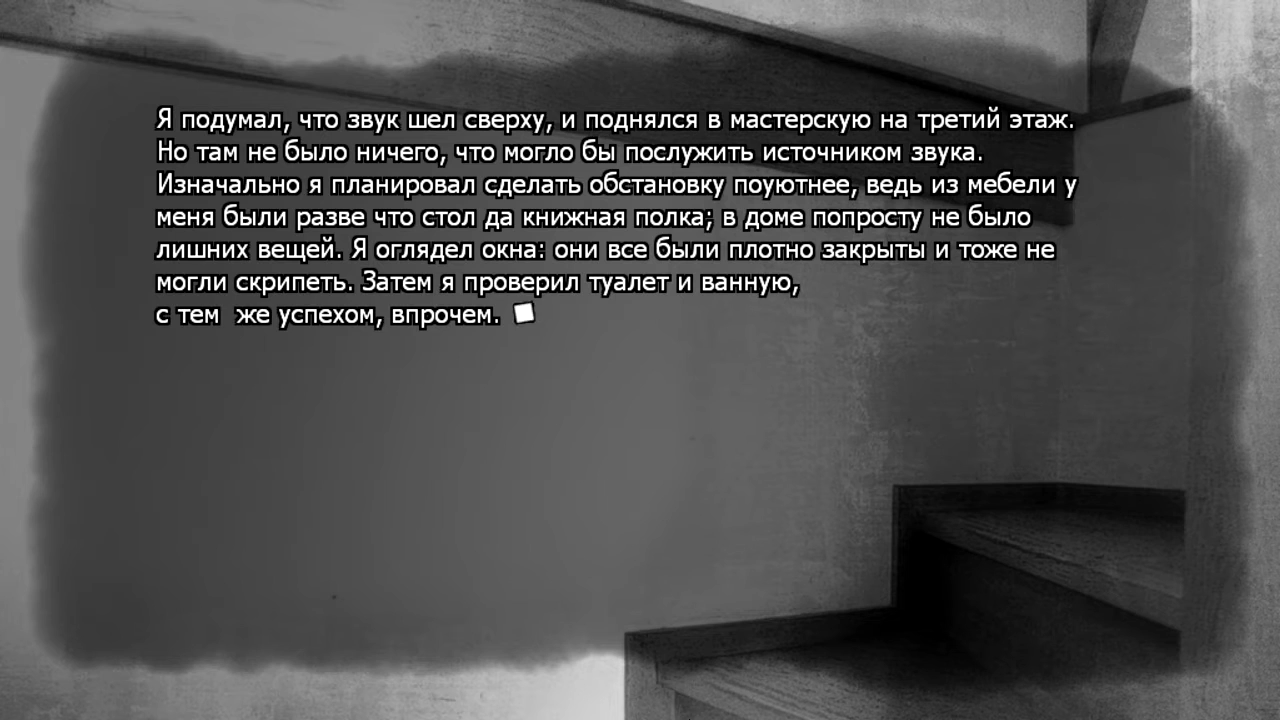 Я подумал, что звук шел сверху, и поднялся в мастерскую на третий этаж.
Но там не было ничего, что могло бы послужить источником звука.
Изначально я планировал сделать обстановку поуютнее, ведь из мебели у
меня были разве что стол да книжная полка; в доме попросту не было
лишних вещей. Я оглядел окна: они все были плотно закрыты и тоже не
могли скрипеть. Затем я проверил туалет и ванную,
с тем  же успехом, впрочем.